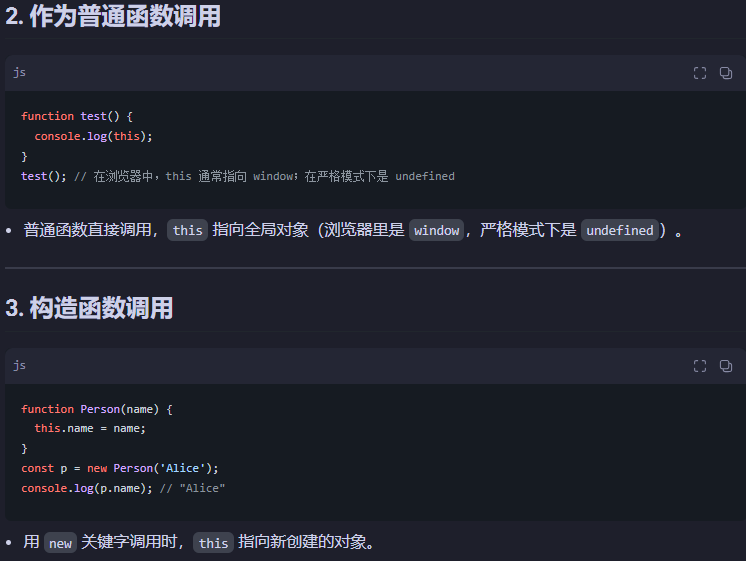 2. 作为普通函数调用
js
function test() {
  console.log(this);
}
test(); // 在浏览器中，this 通常指向 window；在严格模式下是 undefined
• 普通函数直接调用，this 指向全局对象（浏览器里是 window，严格模式下是 undefined）。
3. 构造函数调用
js
function Person(name) {
  this.name = name;
}
const p = new Person('Alice');
console.log(p.name); // "Alice"
• 用 new 关键字调用时，this 指向新创建的对象。